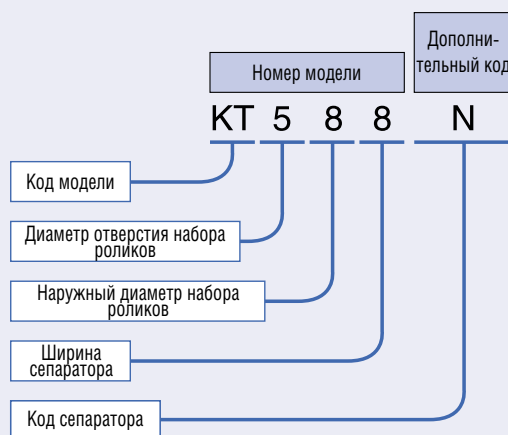 Дополни-
тельный код
Номер модели
КТ 5 8 8 N
Код модели
Диаметр отверстия набора
роликов
Наружный диаметр набора
роликов
Ширина
сепаратора
Код сепаратора